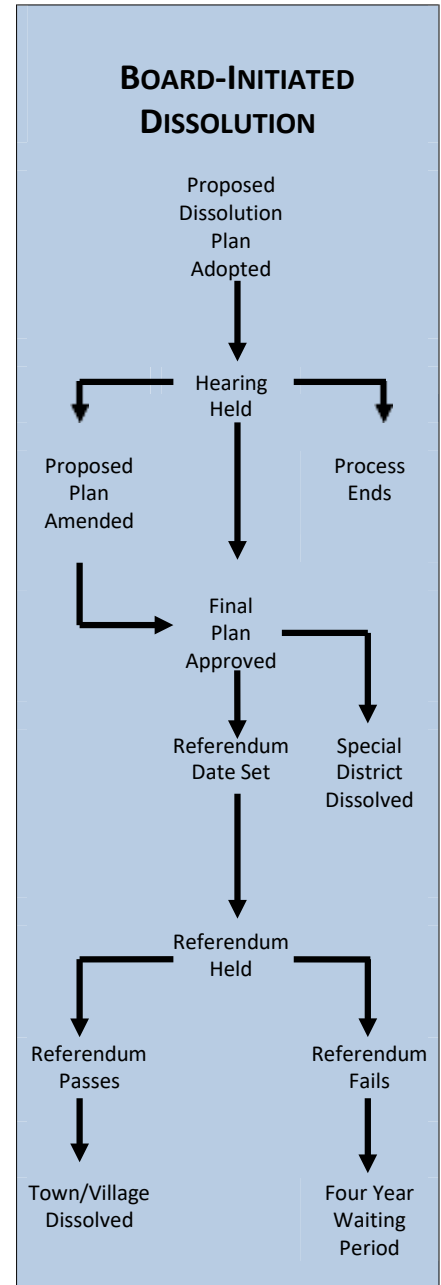 BOARD-INITIATED
DISSOLUTION
Proposed
Dissolution
Plan
Adopted
Hearing
Held
Proposed
Plan
Amended
Process
Ends
Final
Plan
Approved
Referendum
Date Set
Special
District
Dissolved
Referendum
Held
Referendum
Passes
Referendum
Fails
Town/Village
Dissolved
Four Year
Waiting
Period